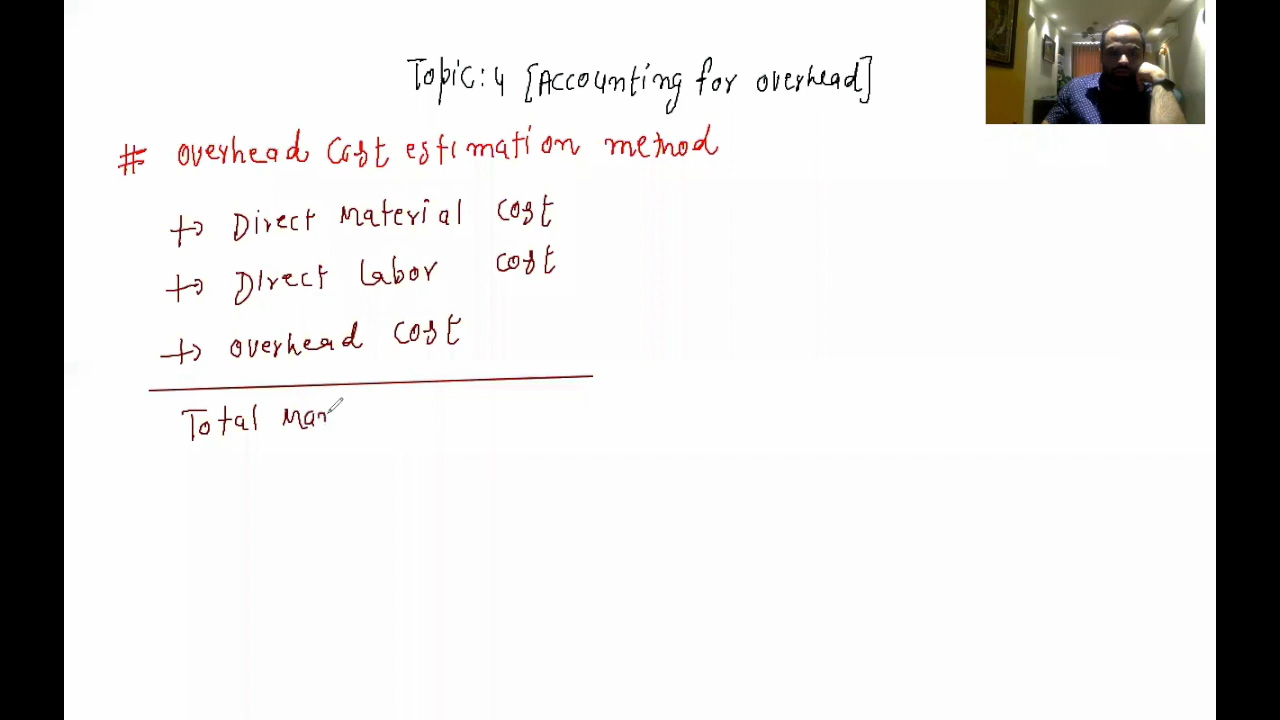 Topic: 4 [Accounting for overhead]
# overhead cost estimation method
+→ Direct Material cost
+→ Direct labor cost
+→ overhead cost
Total Man